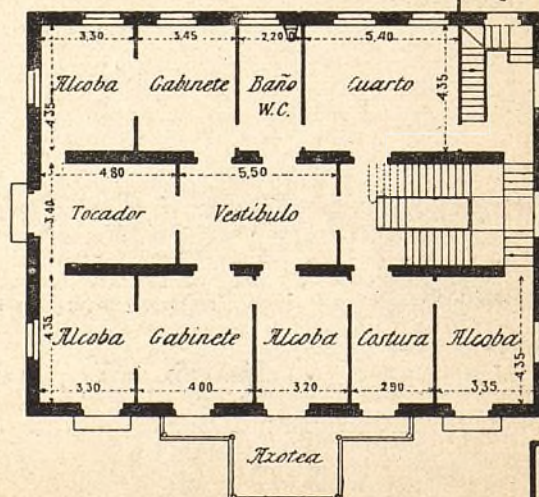 3.30 3.45 2.20 5.40
Alcoba Gabinete Baño Cuarto
W.C.
4.35 4.35
4.80 5.50
Tocador Vestíbulo
3.40
4.35 4.35
Alcoba Gabinete Alcoba Costura Alcoba
3.30 4.00 3.20 2.90 3.35
Azotea